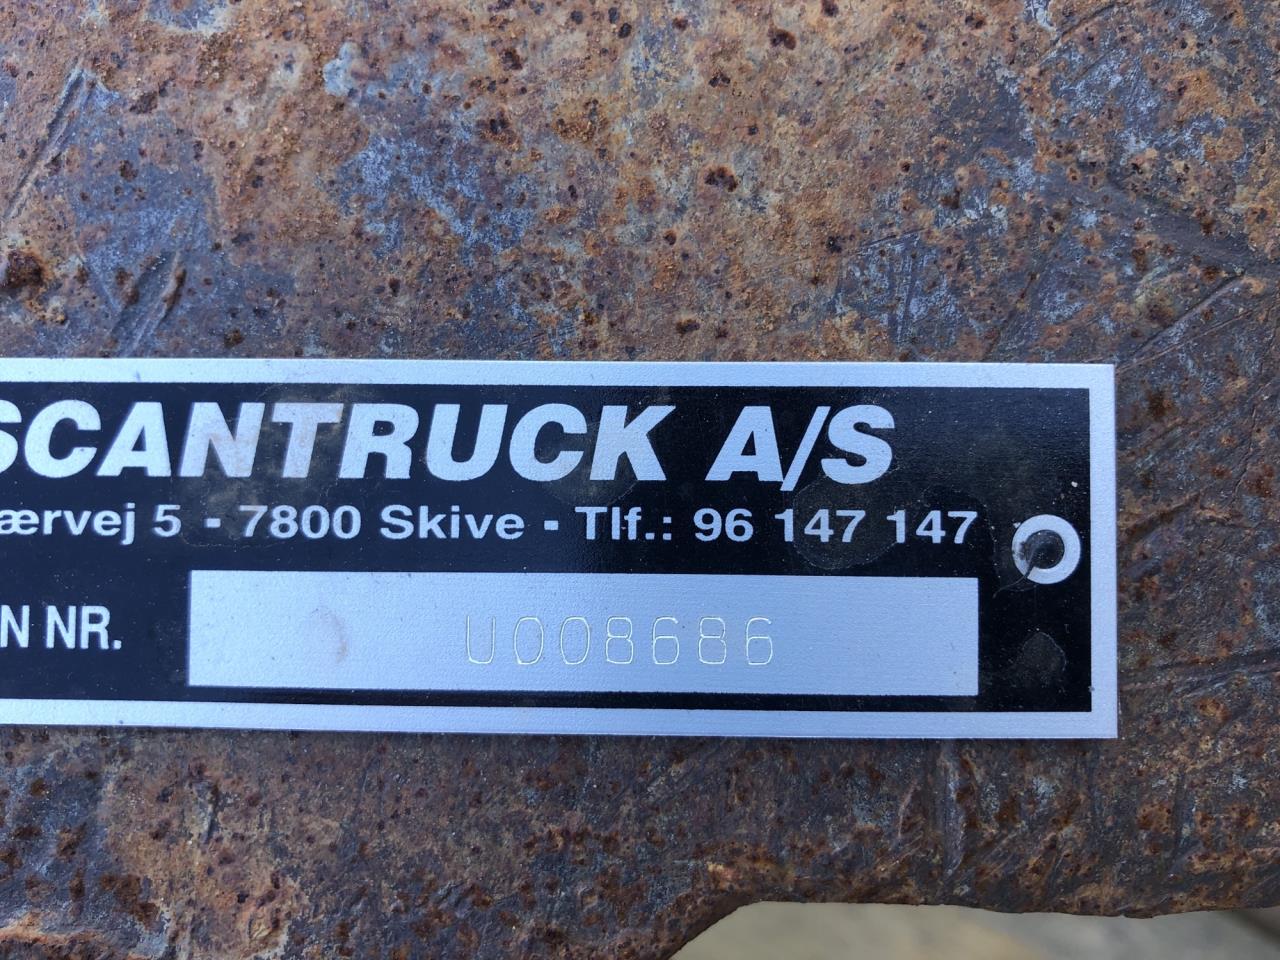 SCANTRUCK A/S
ærvej 5 - 7800 Skive - Tlf.: 96 147 147
N NR. U008686